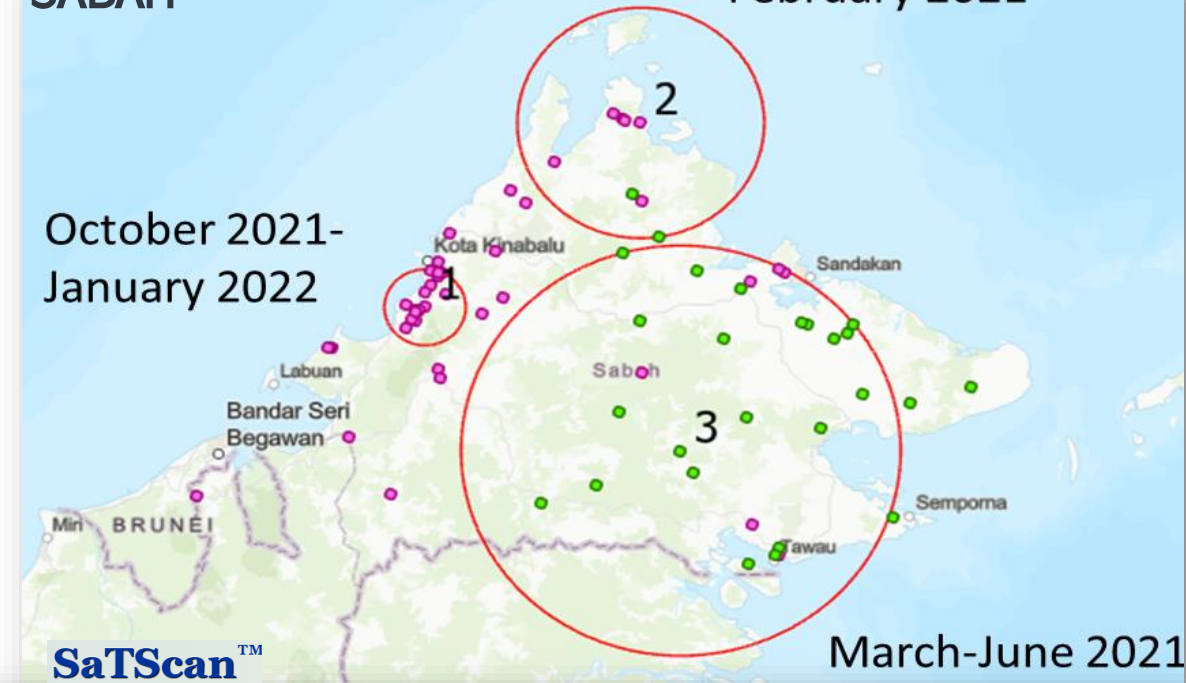 SABAH
February 2021
2
October 2021-
January 2022
Kota Kinabalu
1
Sandakan
Labuan
Sabah
Bandar Seri
Begawan
3
Semporna
Miri
BRUNEI
Tawau
March-June 2021
SaTScan™